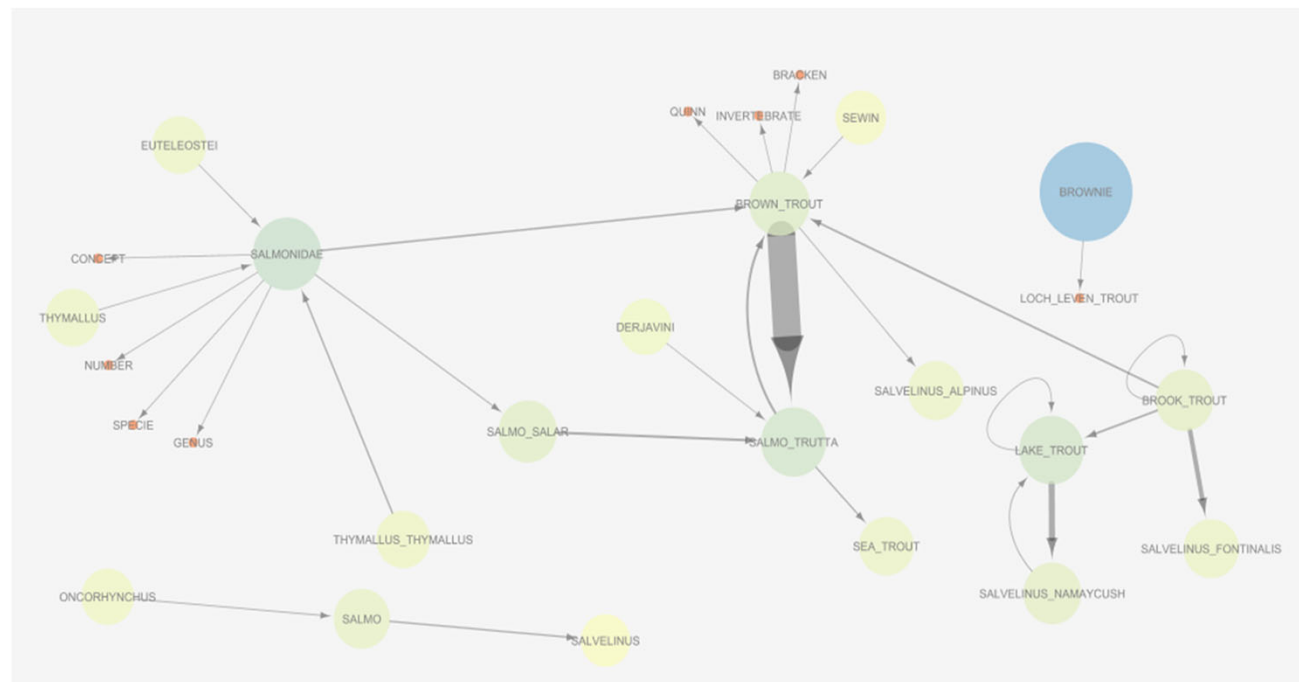 BRACKEN
QUINN
INVERTEBRATE
SEWIN
EUTELEOSTEI
BROWNIE
BROWN_TROUT
SALMONIDAE
CONCEPT
LOCH_LEVEN_TROUT
THYMALLUS
DERJAVINI
NUMBER
SALVELINUS_ALPINUS
BROOK_TROUT
SPECIE
SALMO_SALAR
GENUS
SALMO_TRUTTA
LAKE_TROUT
THYMALLUS_THYMALLUS
SEA_TROUT
SALVELINUS_FONTINALIS
SALVELINUS_NAMAYCUSH
ONCORHYNCHUS
SALMO
SALVELINUS